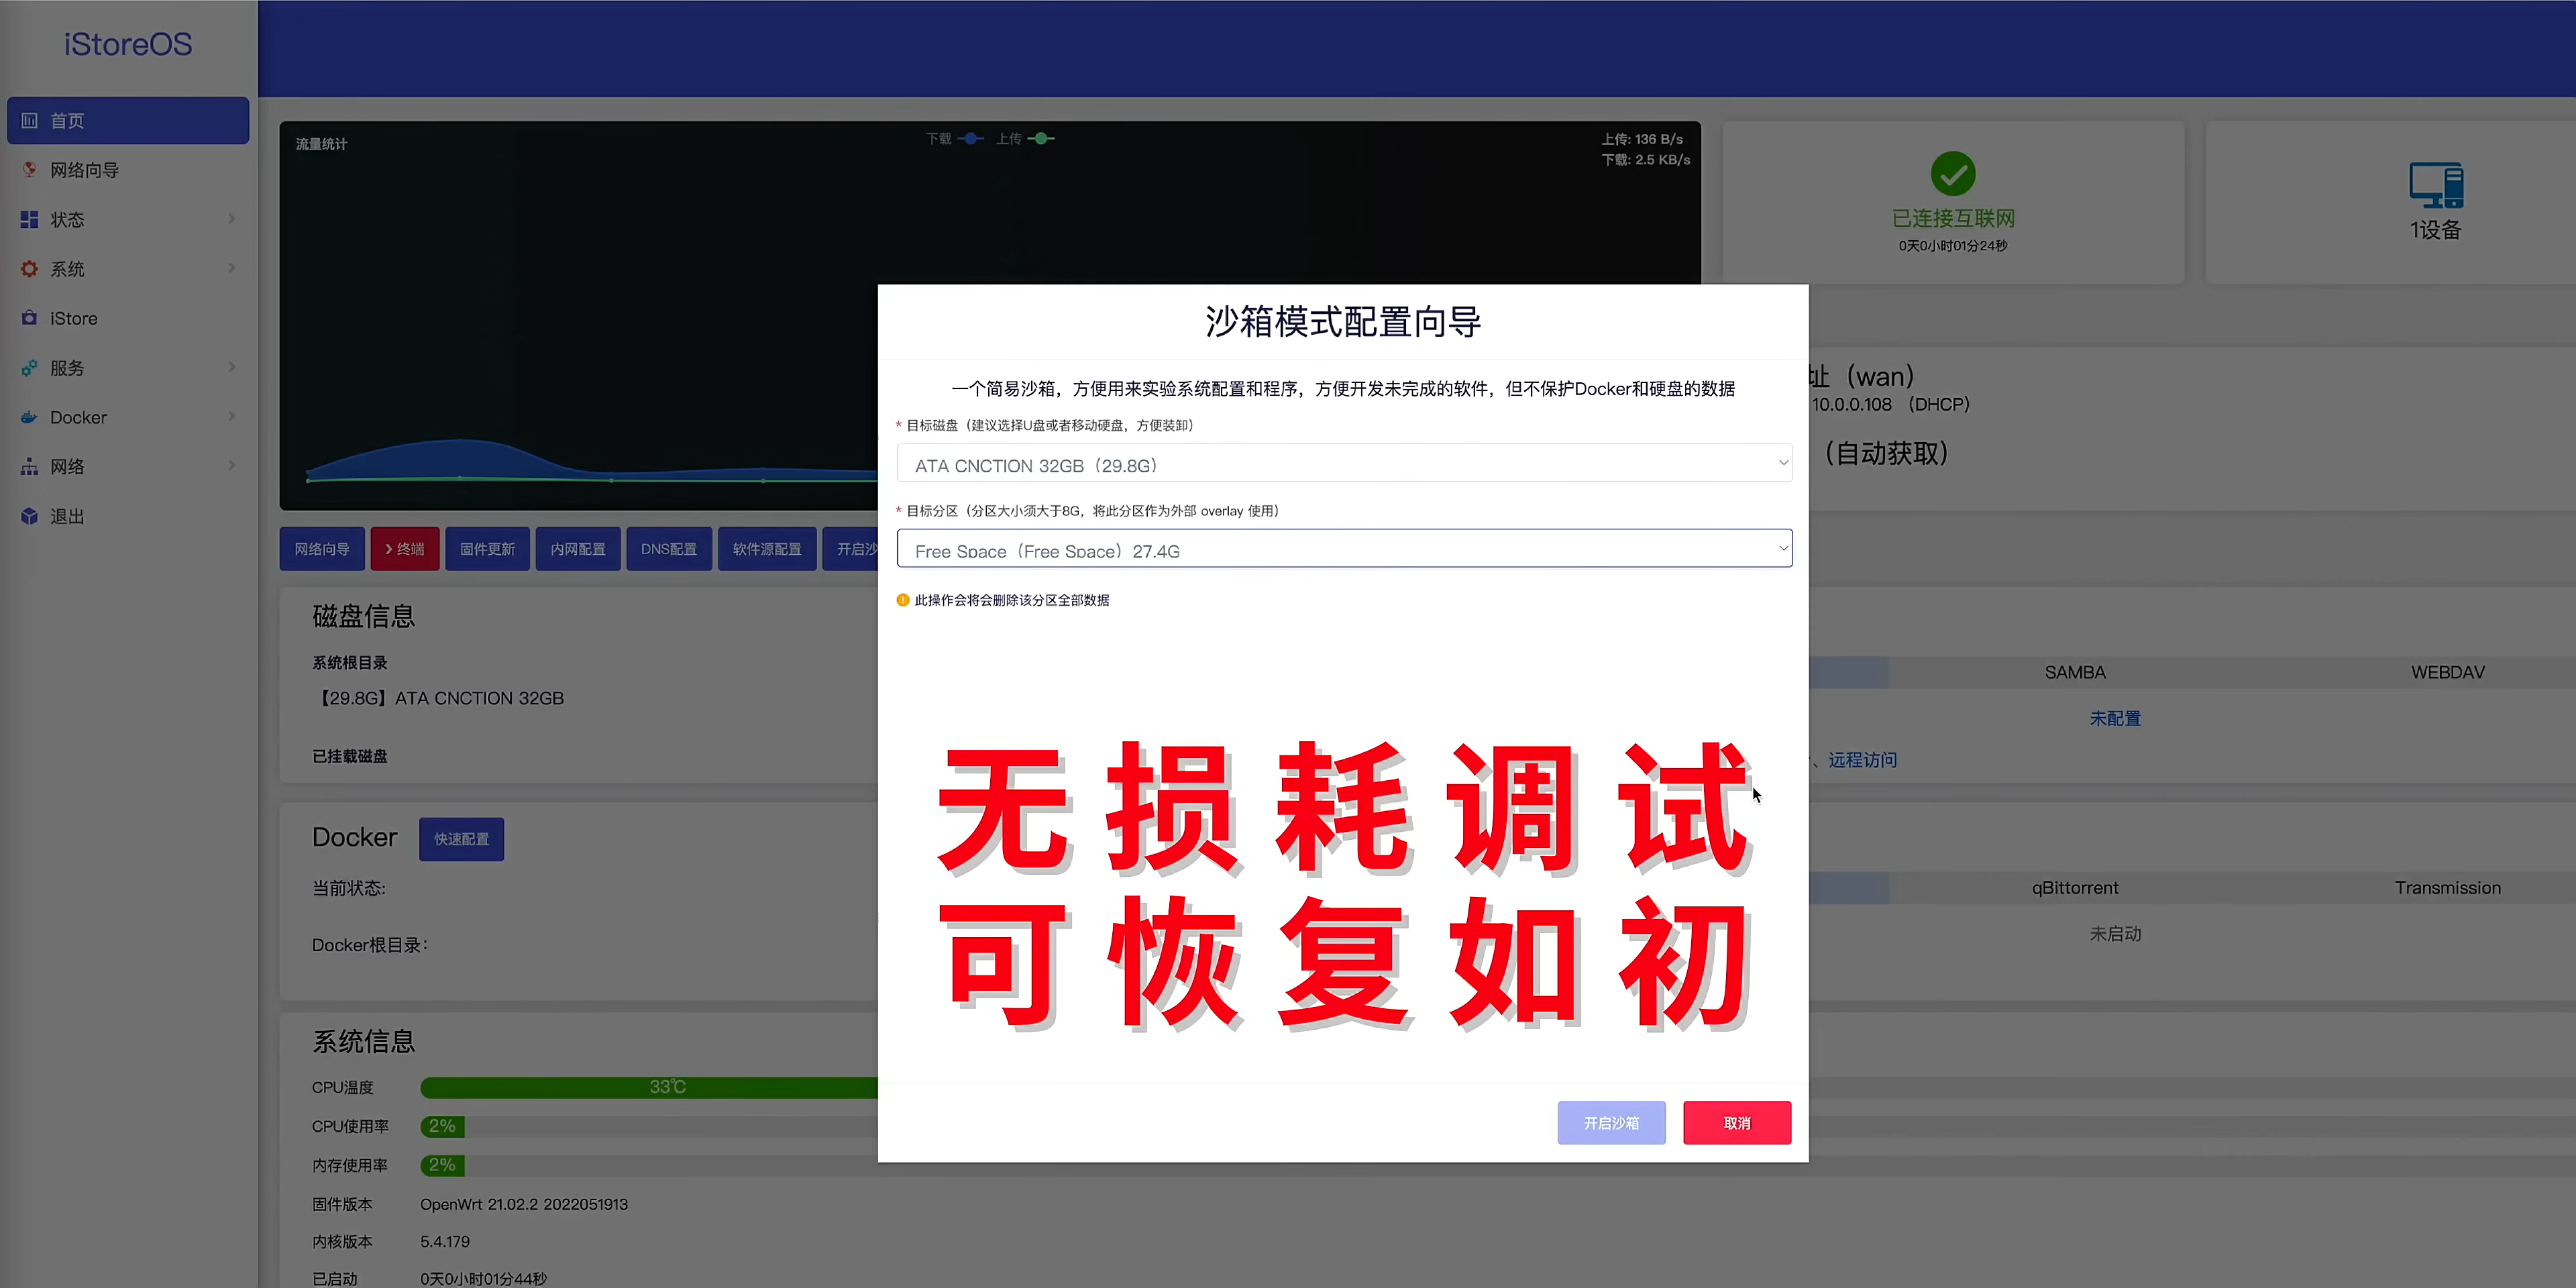 iStoreOS
首页
网络向导
状态
系统
iStore
服务
Docker
网络
退出
流量统计
下载 上传
上传: 136 B/s
下载: 2.5 KB/s
已连接互联网
0天0小时01分24秒
1设备
址（wan）
10.0.0.108 （DHCP）
（自动获取）
网络向导
终端
固件更新
内网配置
DNS配置
软件源配置
开启沙
沙箱模式配置向导
一个简易沙箱，方便用来实验系统配置和程序，方便开发未完成的软件，但不保护Docker和硬盘的数据
* 目标磁盘（建议选择U盘或者移动硬盘，方便装卸）
ATA CNCTION 32GB（29.8G）
* 目标分区（分区大小须大于8G，将此分区作为外部 overlay 使用）
Free Space（Free Space）27.4G
此操作会将会删除该分区全部数据
无损耗调试
可恢复如初
开启沙箱
取消
磁盘信息
系统根目录
【29.8G】ATA CNCTION 32GB
已挂载磁盘
SAMBA
WEBDAV
未配置
、远程访问
Docker
快速配置
当前状态:
Docker根目录:
qBittorrent
Transmission
未启动
系统信息
CPU温度 33℃
CPU使用率 2%
内存使用率 2%
固件版本 OpenWrt 21.02.2 2022051913
内核版本 5.4.179
已启动 0天0小时01分44秒